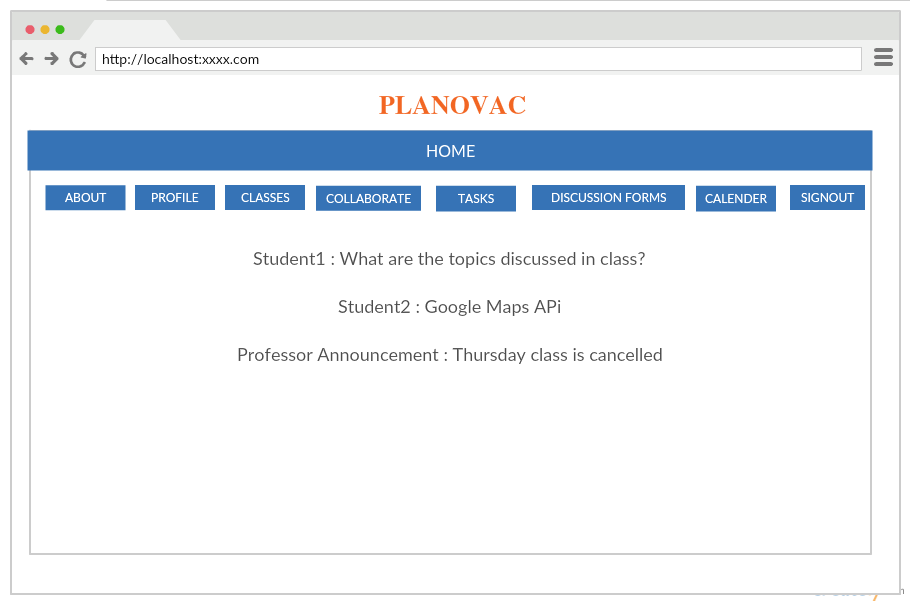 http://localhost:xxxx.com
PLANOVAC
HOME
ABOUT PROFILE CLASSES COLLABORATE TASKS DISCUSSION FORMS CALENDER SIGNOUT
Student1 : What are the topics discussed in class?
Student2 : Google Maps APi
Professor Announcement : Thursday class is cancelled